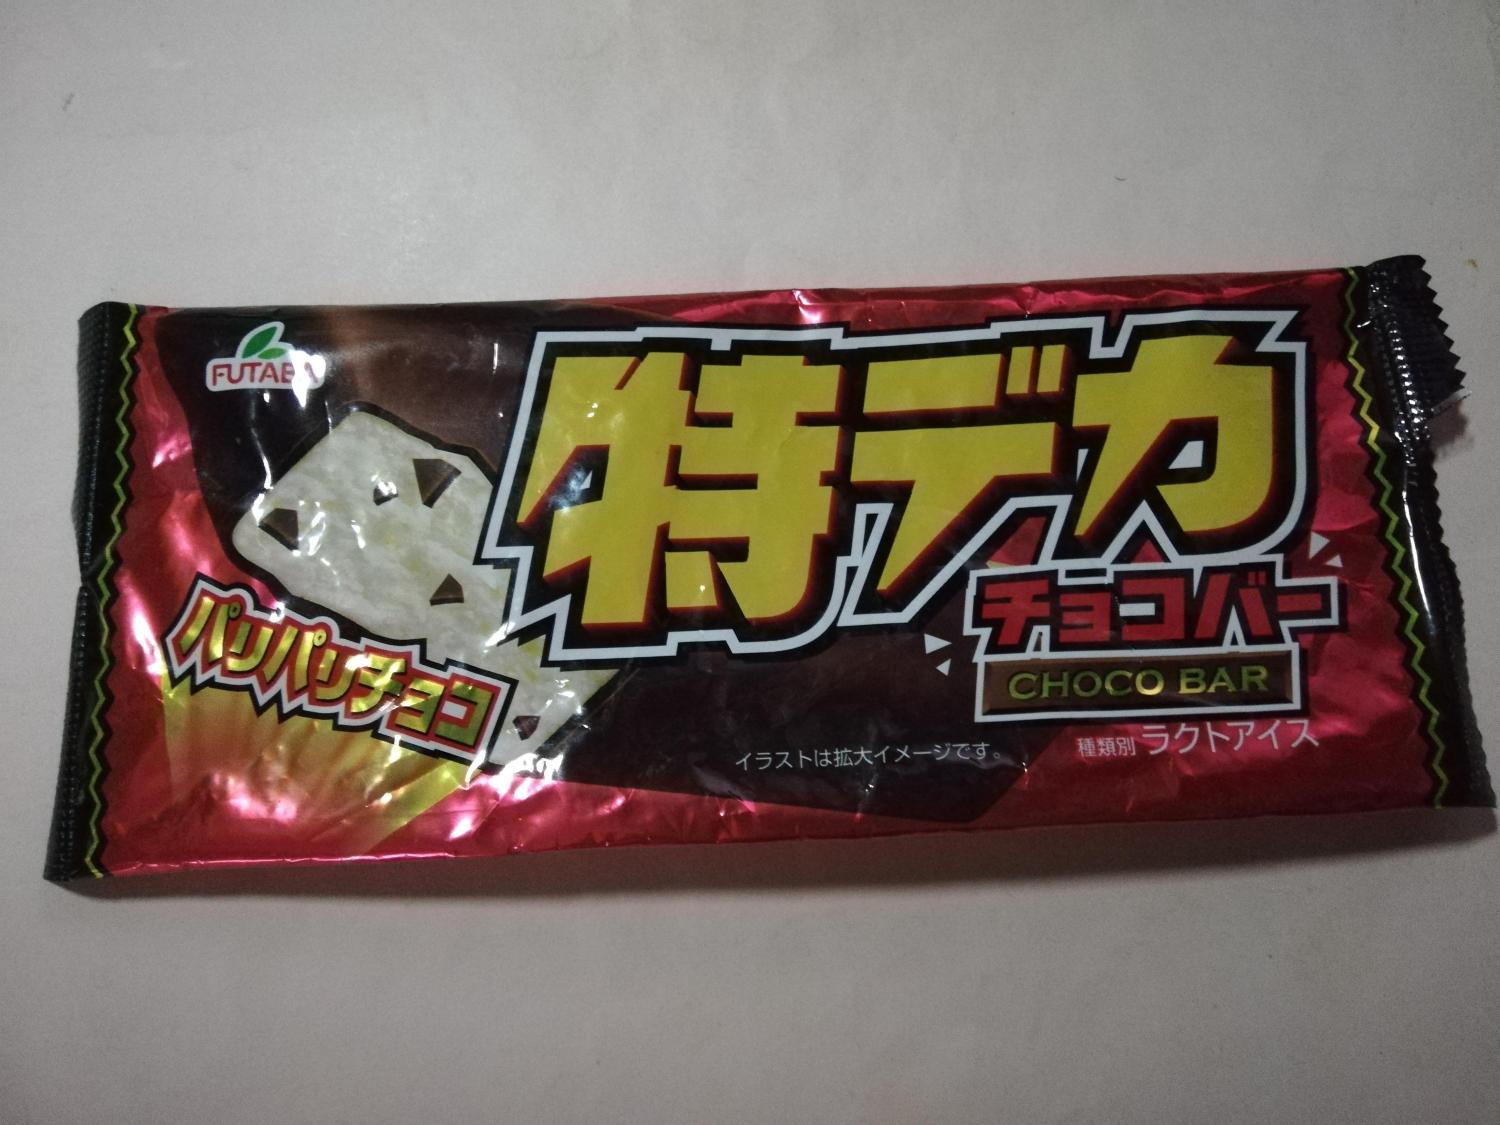 FUTABA
特デカ
チョコバー
CHOCO BAR
パリパリチョコ
イラストは拡大イメージです。
種類別 ラクトアイス